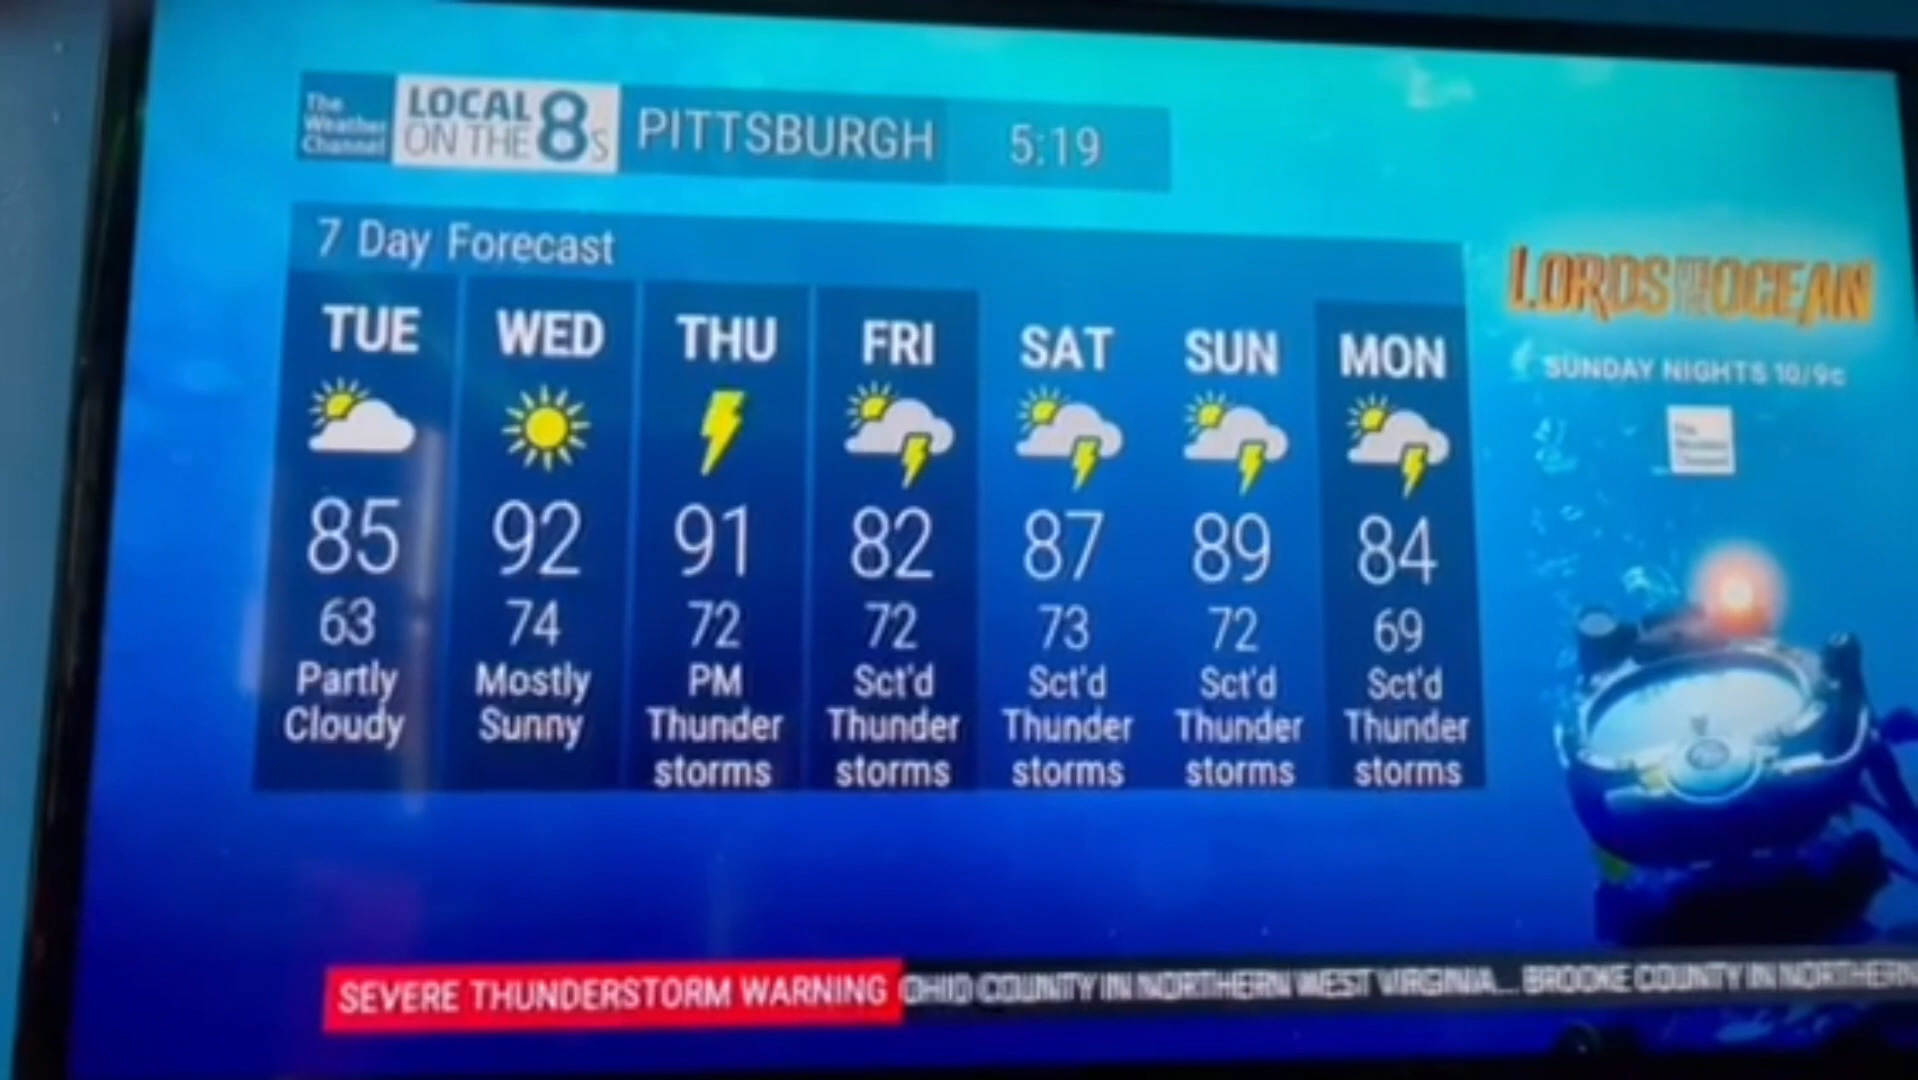 The Weather Channel
LOCAL ON THE 8s
PITTSBURGH
5:19
7 Day Forecast
TUE
WED
THU
FRI
SAT
SUN
MON
85
92
91
82
87
89
84
63
74
72
72
73
72
69
Partly
Cloudy
Mostly
Sunny
PM
Thunder
storms
Sct'd
Thunder
storms
Sct'd
Thunder
storms
Sct'd
Thunder
storms
Sct'd
Thunder
storms
LORDS OF THE OCEAN
SUNDAY NIGHTS 10/9c
SEVERE THUNDERSTORM WARNING
OHIO COUNTY IN NORTHERN WEST VIRGINIA... BROOKE COUNTY IN NORTHERN